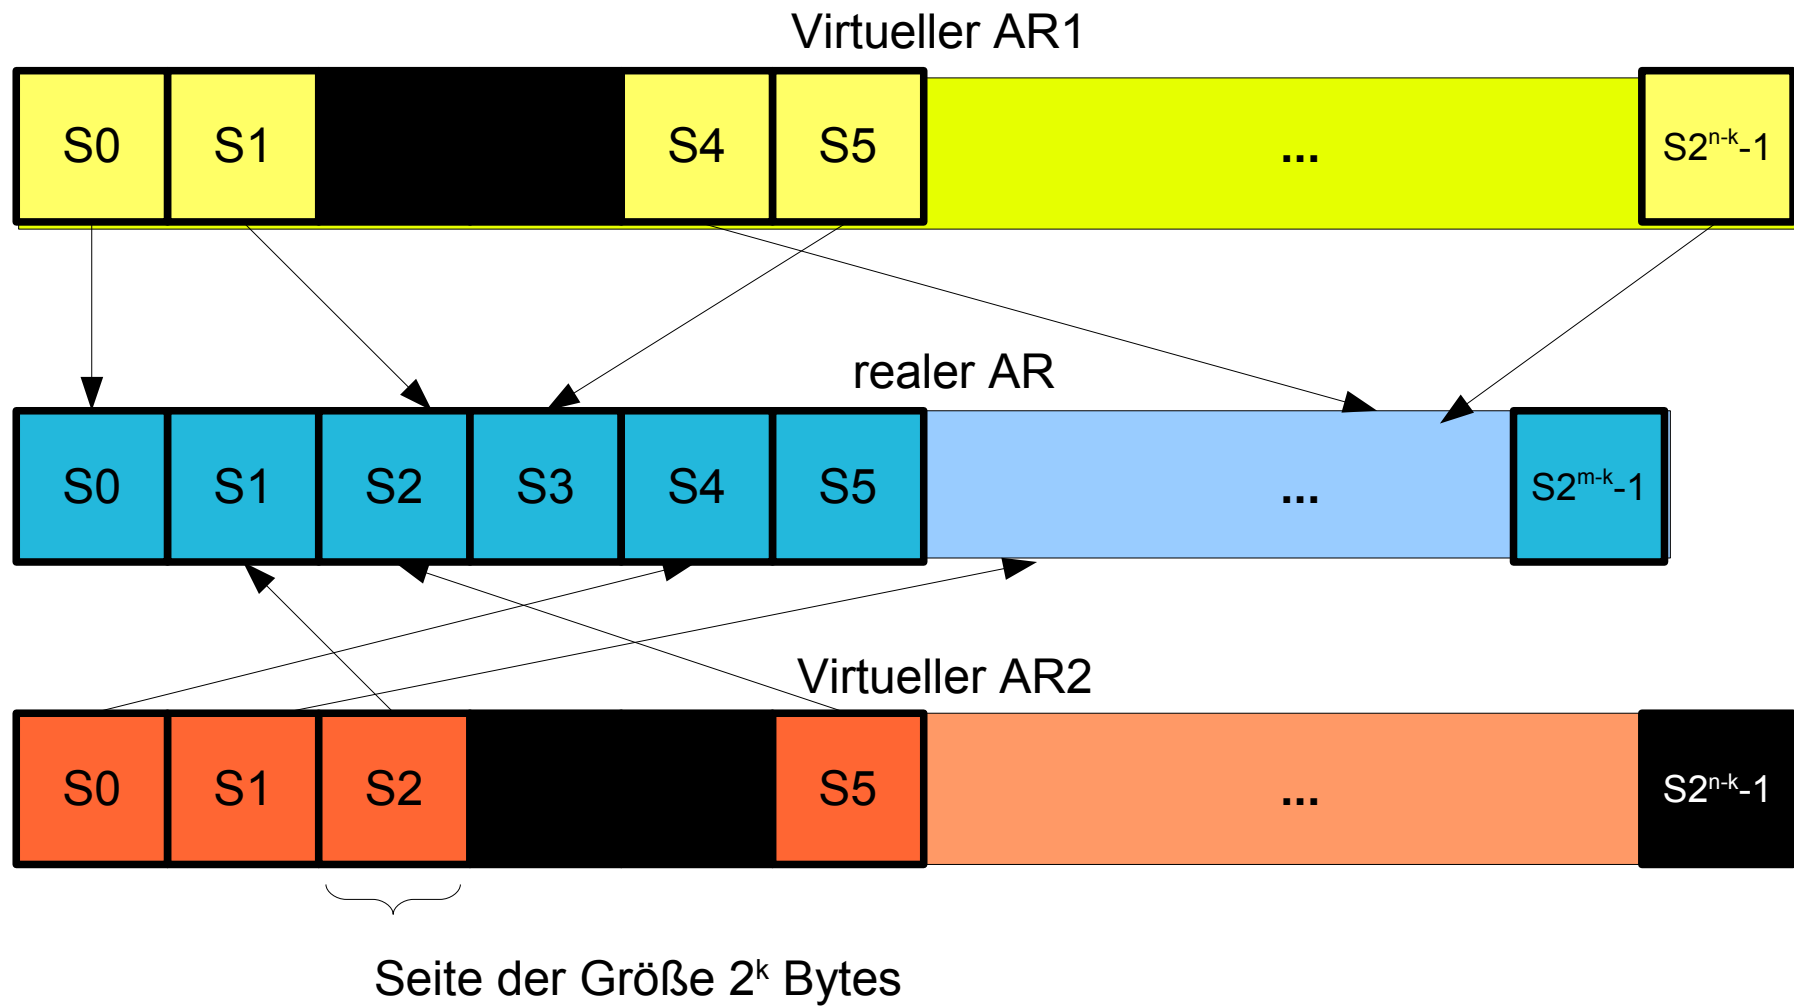 Virtueller AR1
S0 S1 S4 S5 ... S2ⁿ⁻ᵏ-1
realer AR
S0 S1 S2 S3 S4 S5 ... S2ᵐ⁻ᵏ-1
Virtueller AR2
S0 S1 S2 S5 ... S2ⁿ⁻ᵏ-1
Seite der Größe 2ᵏ Bytes